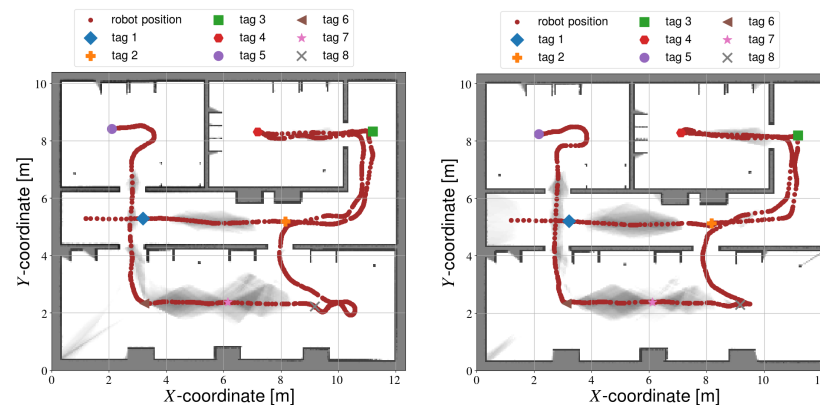 robot position tag 3 tag 6
tag 1 tag 4 tag 7
tag 2 tag 5 tag 8
10
8
6
4
2
0
Y-coordinate [m]
0 2 4 6 8 10 12
X-coordinate [m]
robot position tag 3 tag 6
tag 1 tag 4 tag 7
tag 2 tag 5 tag 8
10
8
6
4
2
0
Y-coordinate [m]
0 2 4 6 8 10
X-coordinate [m]